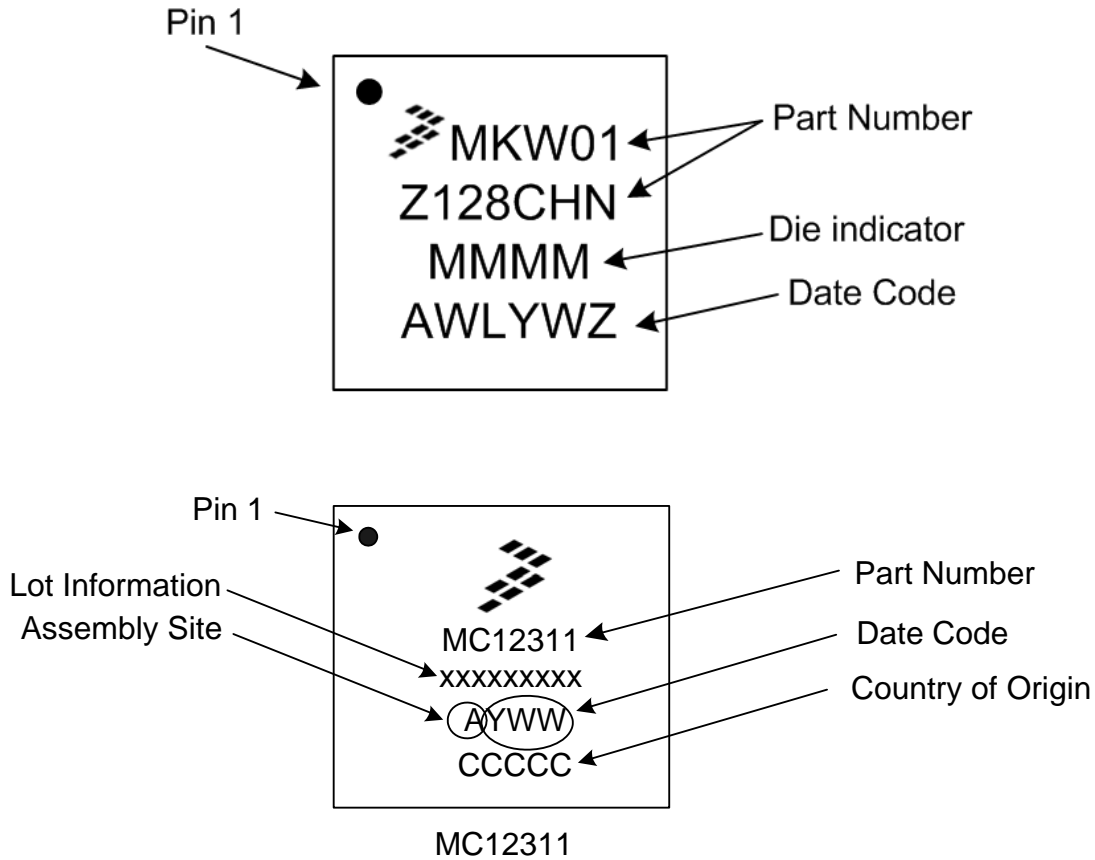 Pin 1
MKW01
Part Number
Z128CHN
Die indicator
MMMM
Date Code
AWLYWZ
Pin 1
Lot Information
Part Number
Assembly Site
MC12311
Date Code
xxxxxxxxx
Country of Origin
AYWW
CCCCC
MC12311